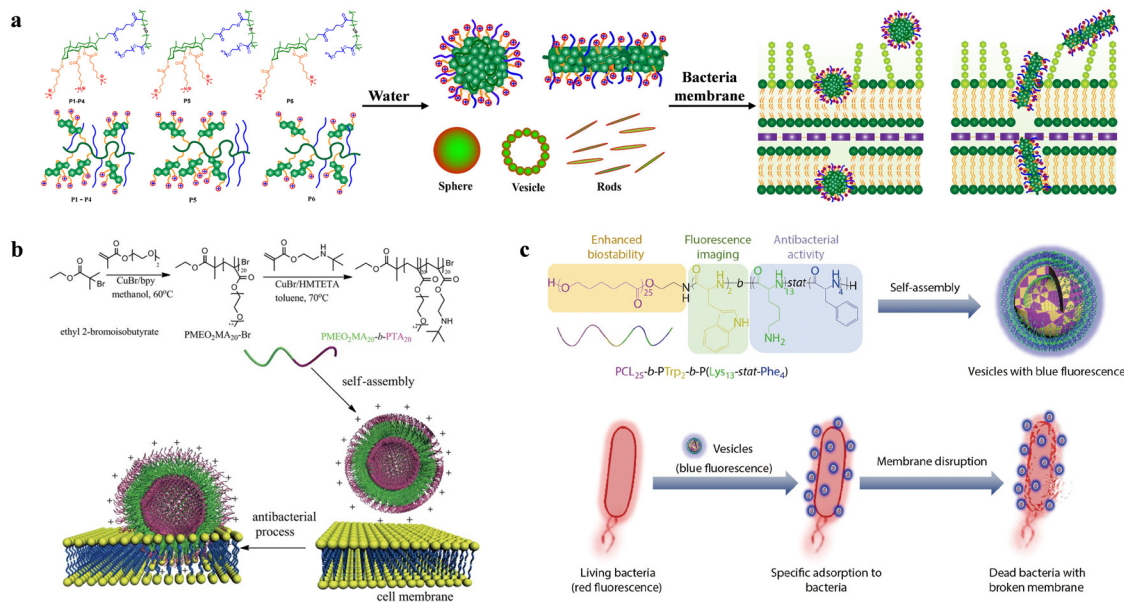 a
P1-P4
P5
P6
P1 - P4
P5
P6
Water
Sphere
Vesicle
Rods
Bacteria
membrane
b
CuBr/bpy
methanol, 60°C
CuBr/HMTETA
toluene, 70°C
ethyl 2-bromoisobutyrate
PMEO₂MA₂₀-Br
PMEO₂MA₂₀-b-PTA₂₀
self-assembly
antibacterial
process
cell membrane
c
Enhanced
biostability
Fluorescence
imaging
Antibacterial
activity
Self-assembly
PCL₂₅-b-PTrp₂-b-P(Lys₁₃-stat-Phe₄)
Vesicles with blue fluorescence
Vesicles
(blue fluorescence)
Membrane disruption
Living bacteria
(red fluorescence)
Specific adsorption to
bacteria
Dead bacteria with
broken membrane